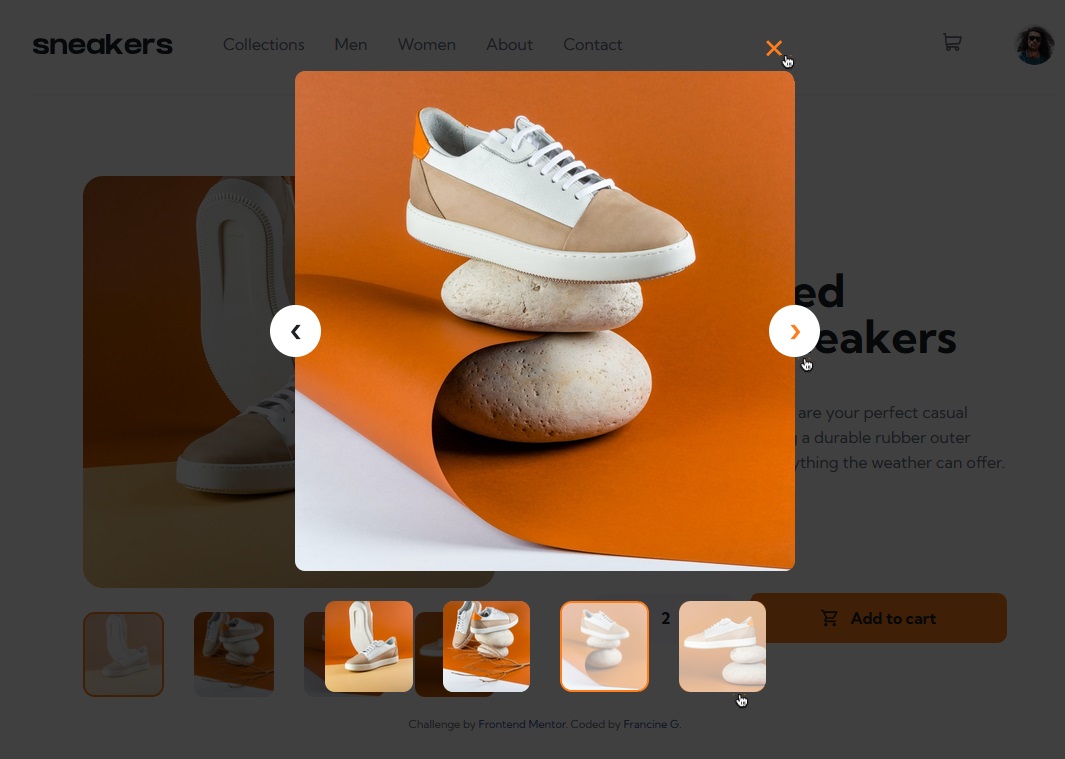 sneakers Collections Men Women About Contact
ed
eakers
are your perfect casual
a durable rubber outer
ything the weather can offer.
2 Add to cart
Challenge by Frontend Mentor. Coded by Francine G.